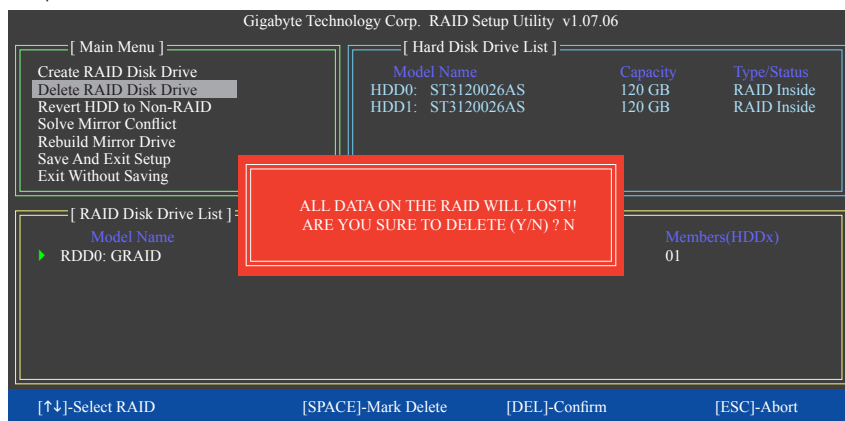 Gigabyte Technology Corp. RAID Setup Utility v1.07.06
[ Main Menu ]
Create RAID Disk Drive
Delete RAID Disk Drive
Revert HDD to Non-RAID
Solve Mirror Conflict
Rebuild Mirror Drive
Save And Exit Setup
Exit Without Saving
[ Hard Disk Drive List ]
Model Name Capacity Type/Status
HDD0: ST3120026AS 120 GB RAID Inside
HDD1: ST3120026AS 120 GB RAID Inside
ALL DATA ON THE RAID WILL LOST!!
ARE YOU SURE TO DELETE (Y/N) ? N
[ RAID Disk Drive List ]
Model Name Members(HDDx)
RDD0: GRAID 01
[↑↓]-Select RAID [SPACE]-Mark Delete [DEL]-Confirm [ESC]-Abort